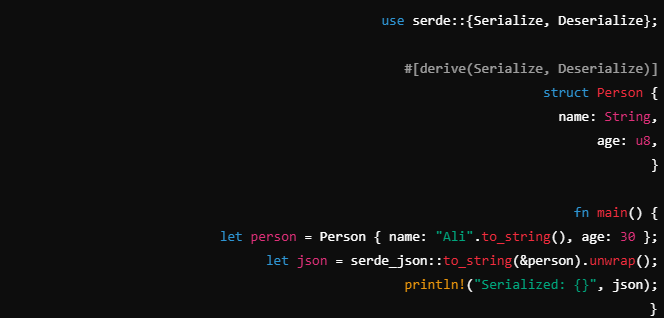 use serde::{Serialize, Deserialize};
#[derive(Serialize, Deserialize)]
struct Person {
name: String,
age: u8,
}
fn main() {
let person = Person { name: "Ali".to_string(), age: 30 };
let json = serde_json::to_string(&person).unwrap();
println!("Serialized: {}", json);
}